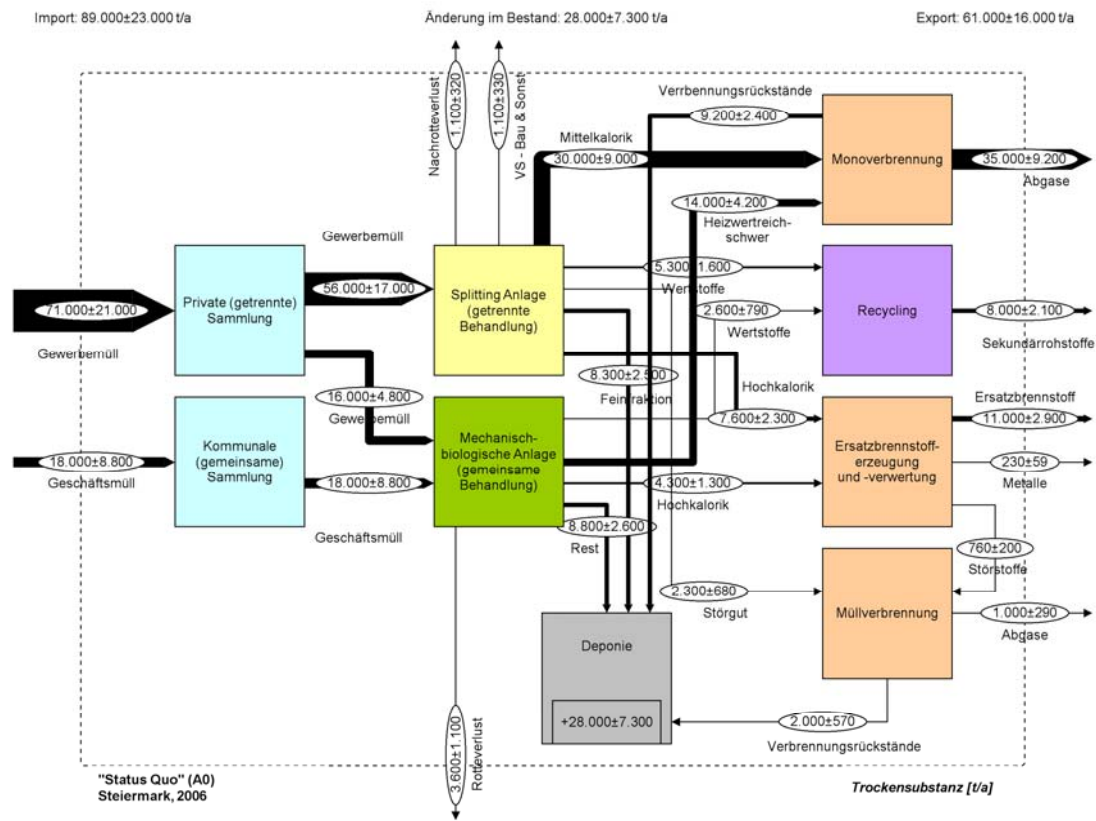 Import: 89.000±23.000 t/a
Änderung im Bestand: 28.000±7.300 t/a
Export: 61.000±16.000 t/a
Nachrotteverlust
1.100±320
1.100±330
VS - Bau & Sonst
Verrbennungsrückstände
9.200±2.400
Mittelkalorik
30.000±9.000
Monoverbrennung
35.000±9.200
Abgase
14.000±4.200
Heizwertreich-
schwer
Gewerbemüll
56.000±17.000
71.000±21.000
Gewerbemüll
Private (getrennte)
Sammlung
Splitting Anlage
(getrennte
Behandlung)
5.300±1.600
Wertstoffe
2.600±790
Wertstoffe
Recycling
8.000±2.100
Sekundärrohstoffe
8.300±2.500
Feinfraktion
Hochkalorik
7.600±2.300
16.000±4.800
Gewerbemüll
Kommunale
(gemeinsame)
Sammlung
18.000±8.800
Geschäftsmüll
18.000±8.800
Geschäftsmüll
Mechanisch-
biologische Anlage
(gemeinsame
Behandlung)
4.300±1.300
Hochkalorik
8.800±2.600
Rest
Ersatzbrennstoff-
erzeugung
und -verwertung
Ersatzbrennstoff
11.000±2.900
230±59
Metalle
760±200
Störstoffe
2.300±680
Störgut
Müllverbrennung
1.000±290
Abgase
Deponie
+28.000±7.300
2.000±570
Verbrennungsrückstände
3.600±1.100
Rotteverlust
"Status Quo" (A0)
Steiermark, 2006
Trockensubstanz [t/a]